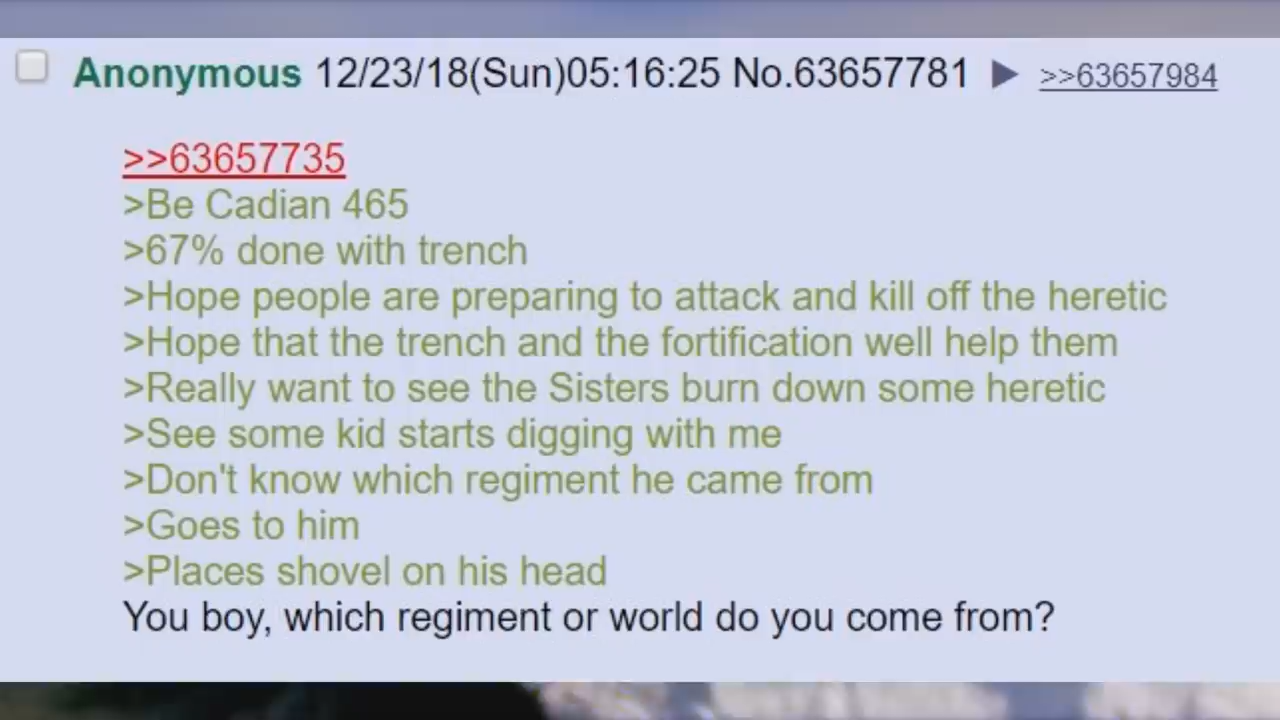 Anonymous 12/23/18(Sun)05:16:25 No.63657781 ▶ >>63657984
>>63657735
>Be Cadian 465
>67% done with trench
>Hope people are preparing to attack and kill off the heretic
>Hope that the trench and the fortification well help them
>Really want to see the Sisters burn down some heretic
>See some kid starts digging with me
>Don't know which regiment he came from
>Goes to him
>Places shovel on his head
You boy, which regiment or world do you come from?